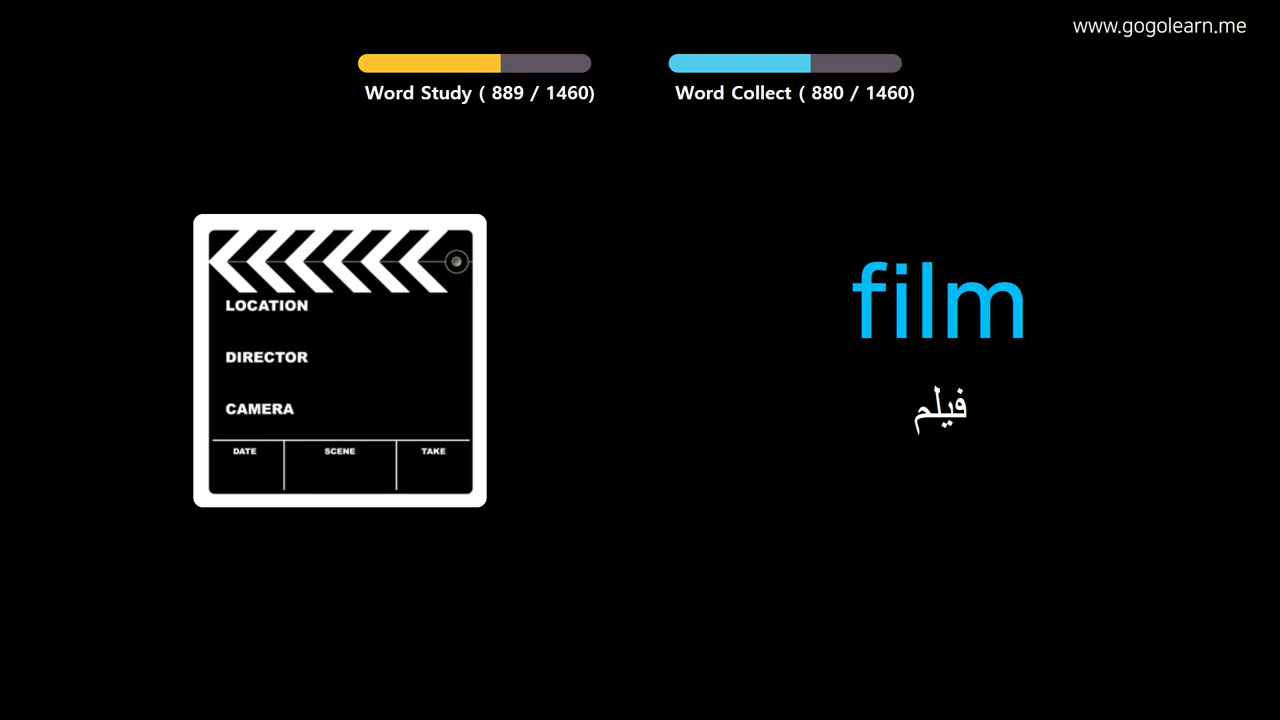 www.gogolearn.me
Word Study ( 889 / 1460)
Word Collect ( 880 / 1460)
LOCATION
DIRECTOR
CAMERA
DATE SCENE TAKE
film
فيلم